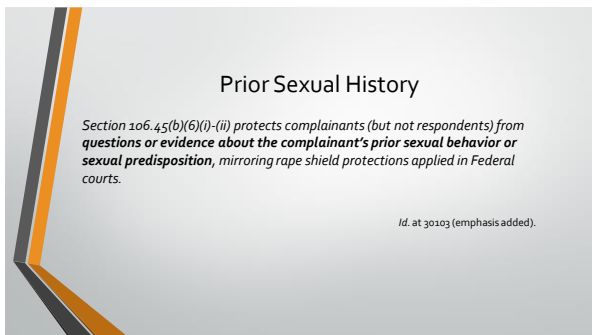 Prior Sexual History
Section 106.45(b)(6)(i)-(ii) protects complainants (but not respondents) from
questions or evidence about the complainant's prior sexual behavior or
sexual predisposition, mirroring rape shield protections applied in Federal
courts.
Id. at 30103 (emphasis added).